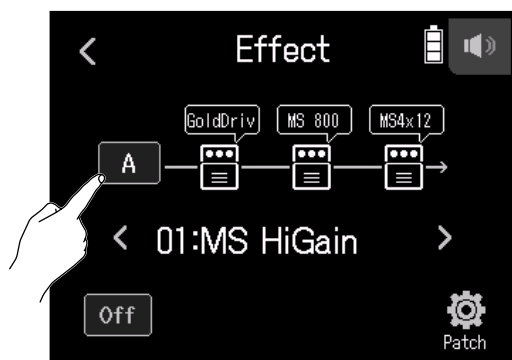 Effect
GoldDriv MS 800 MS4x12
A
01:MS HiGain
Off
Patch